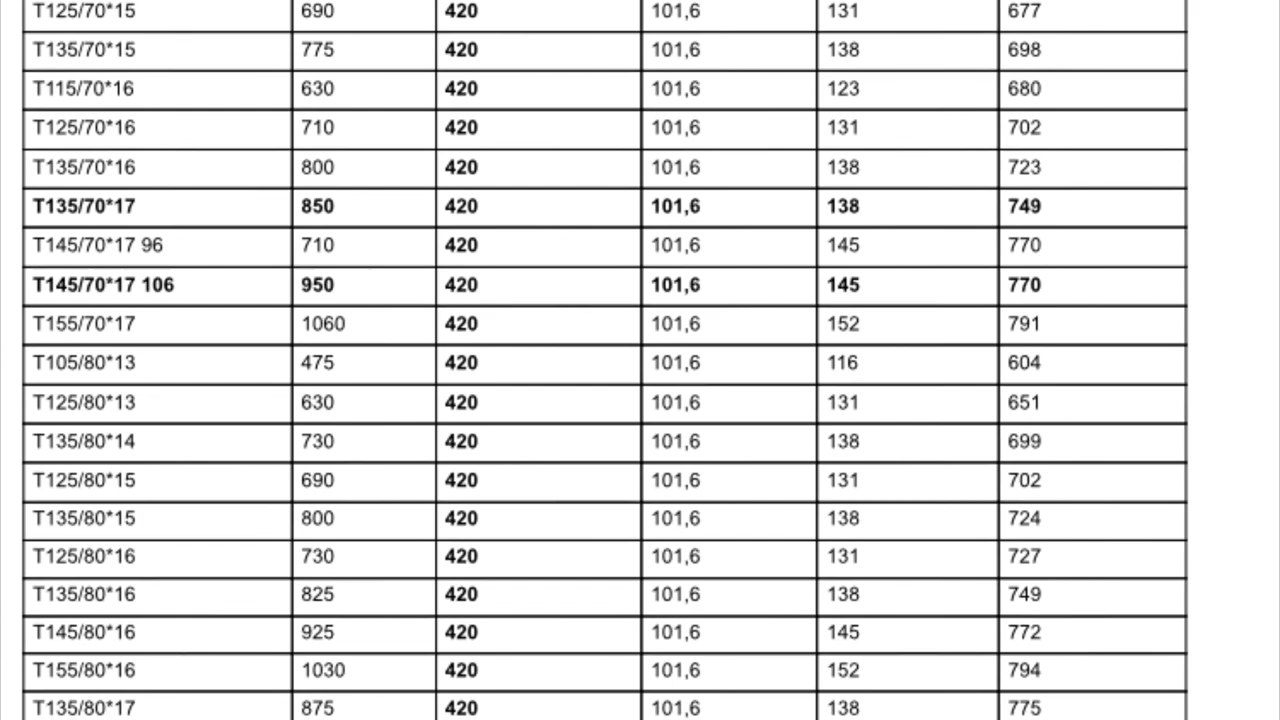 T125/70*15 690 420 101,6 131 677
T135/70*15 775 420 101,6 138 698
T115/70*16 630 420 101,6 123 680
T125/70*16 710 420 101,6 131 702
T135/70*16 800 420 101,6 138 723
T135/70*17 850 420 101,6 138 749
T145/70*17 96 710 420 101,6 145 770
T145/70*17 106 950 420 101,6 145 770
T155/70*17 1060 420 101,6 152 791
T105/80*13 475 420 101,6 116 604
T125/80*13 630 420 101,6 131 651
T135/80*14 730 420 101,6 138 699
T125/80*15 690 420 101,6 131 702
T135/80*15 800 420 101,6 138 724
T125/80*16 730 420 101,6 131 727
T135/80*16 825 420 101,6 138 749
T145/80*16 925 420 101,6 145 772
T155/80*16 1030 420 101,6 152 794
T135/80*17 875 420 101,6 138 775